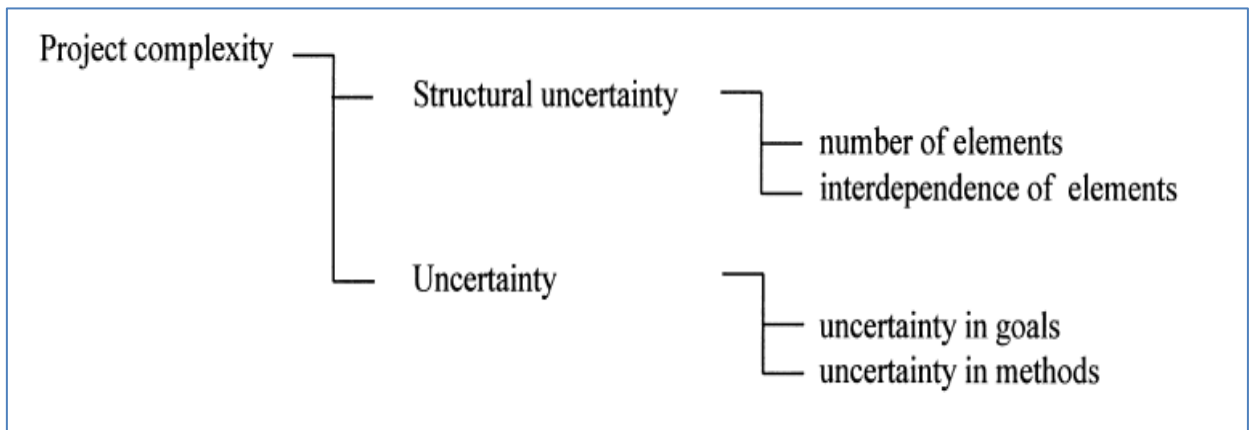 Project complexity
Structural uncertainty
number of elements
interdependence of elements
Uncertainty
uncertainty in goals
uncertainty in methods